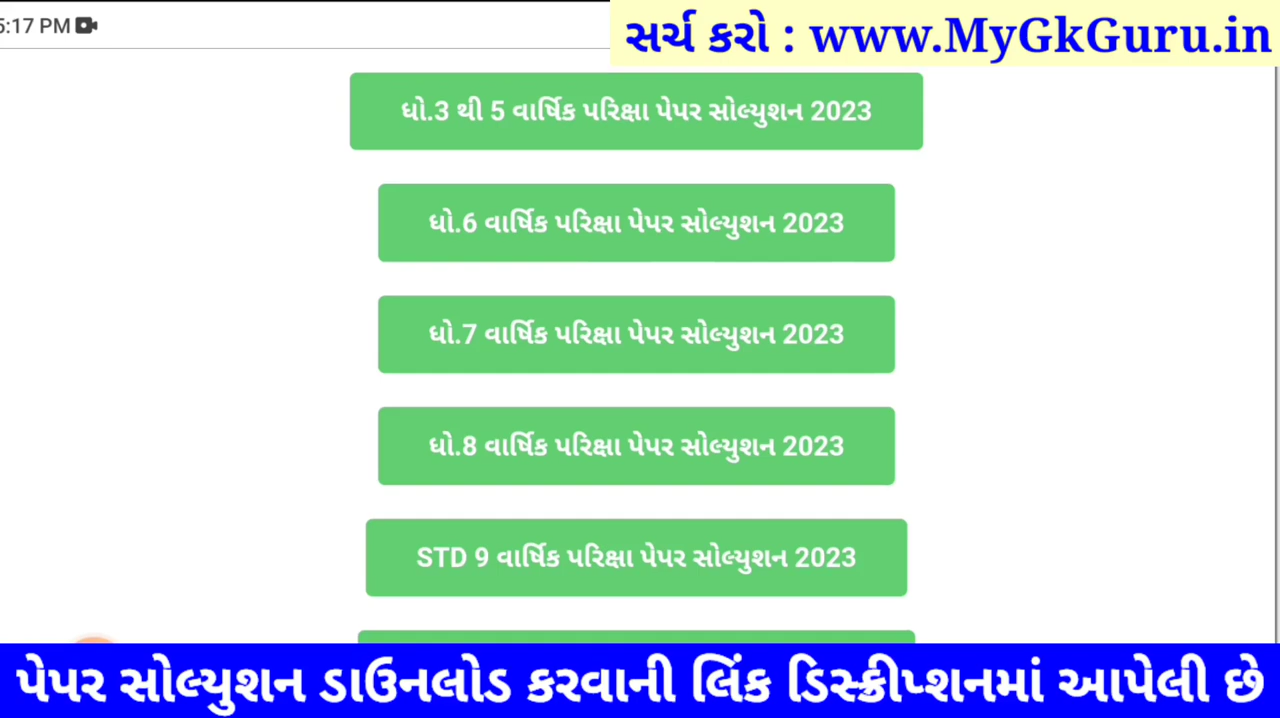 5:17 PM
સર્ચ કરો : www.MyGkGuru.in
ધો.3 થી 5 વાર્ષિક પરિક્ષા પેપર સોલ્યુશન 2023
ધો.6 વાર્ષિક પરિક્ષા પેપર સોલ્યુશન 2023
ધો.7 વાર્ષિક પરિક્ષા પેપર સોલ્યુશન 2023
ધો.8 વાર્ષિક પરિક્ષા પેપર સોલ્યુશન 2023
STD 9 વાર્ષિક પરિક્ષા પેપર સોલ્યુશન 2023
પેપર સોલ્યુશન ડાઉનલોડ કરવાની લિંક ડિસ્ક્રીપ્શનમાં આપેલી છે